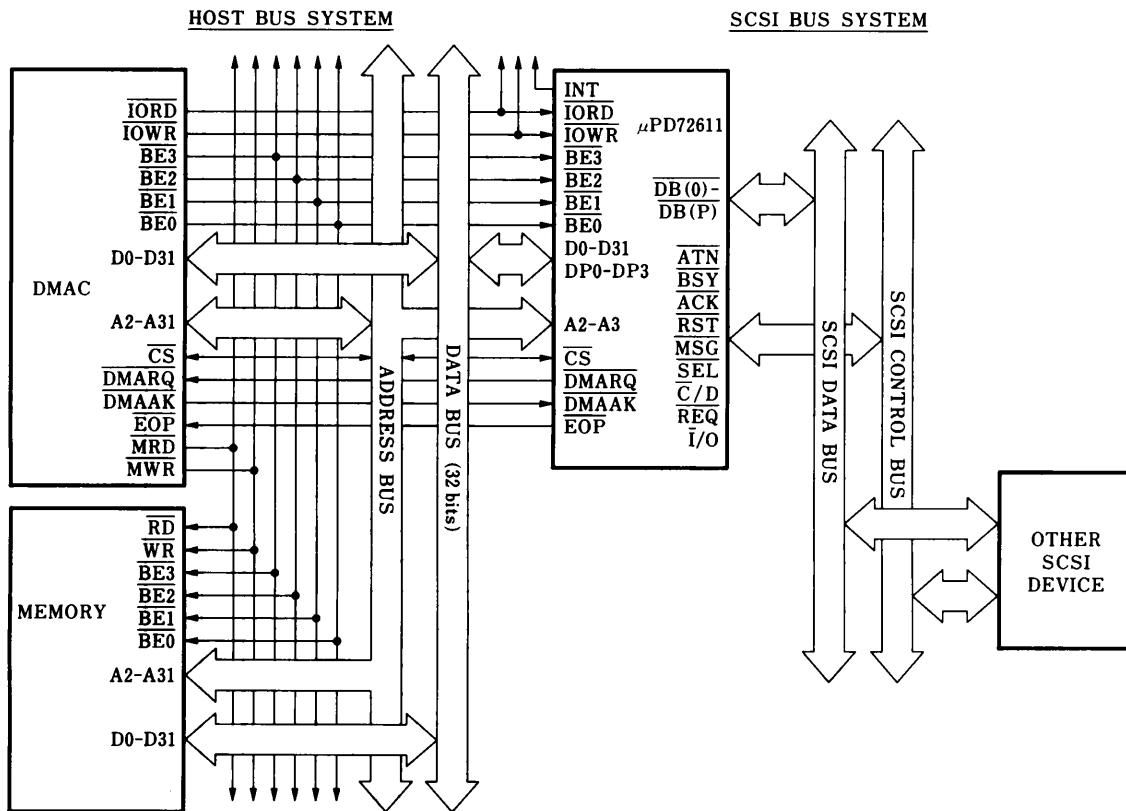 HOST BUS SYSTEM
SCSI BUS SYSTEM
DMAC
IORD
IOWR
BE3
BE2
BE1
BE0
D0-D31
A2-A31
CS
DMARQ
DMAAK
EOP
MRD
MWR
MEMORY
RD
WR
BE3
BE2
BE1
BE0
A2-A31
D0-D31
ADDRESS BUS
DATA BUS (32 bits)
μPD72611
INT
IORD
IOWR
BE3
BE2
BE1
BE0
D0-D31
DP0-DP3
A2-A3
CS
DMARQ
DMAAK
EOP
DB(0)-
DB(P)
ATN
BSY
ACK
RST
MSG
SEL
C/D
REQ
I/O
SCSI DATA BUS
SCSI CONTROL BUS
OTHER
SCSI
DEVICE